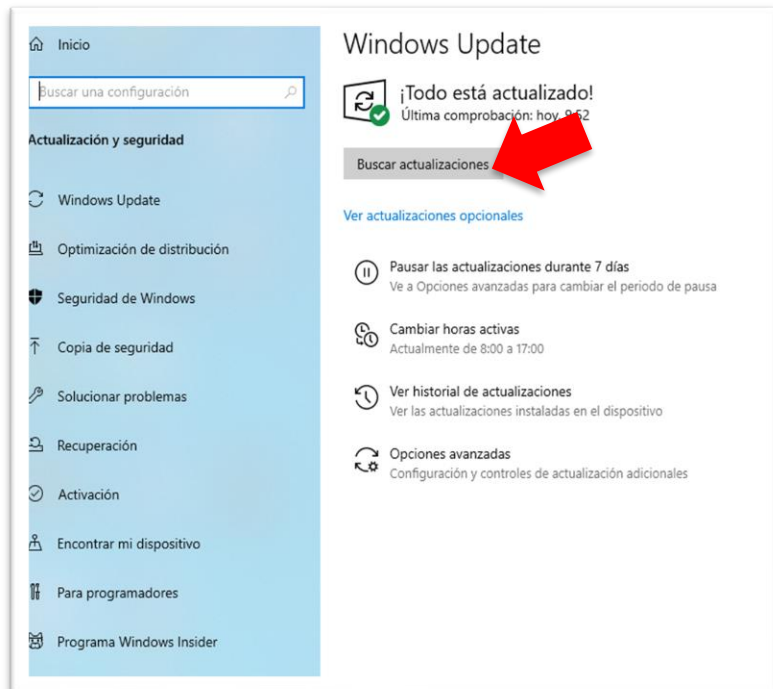 Inicio
Buscar una configuración
Actualización y seguridad
Windows Update
Optimización de distribución
Seguridad de Windows
Copia de seguridad
Solucionar problemas
Recuperación
Activación
Encontrar mi dispositivo
Para programadores
Programa Windows Insider
Windows Update
¡Todo está actualizado!
Última comprobación: hoy, 9:52
Buscar actualizaciones
Ver actualizaciones opcionales
Pausar las actualizaciones durante 7 días
Ve a Opciones avanzadas para cambiar el periodo de pausa
Cambiar horas activas
Actualmente de 8:00 a 17:00
Ver historial de actualizaciones
Ver las actualizaciones instaladas en el dispositivo
Opciones avanzadas
Configuración y controles de actualización adicionales